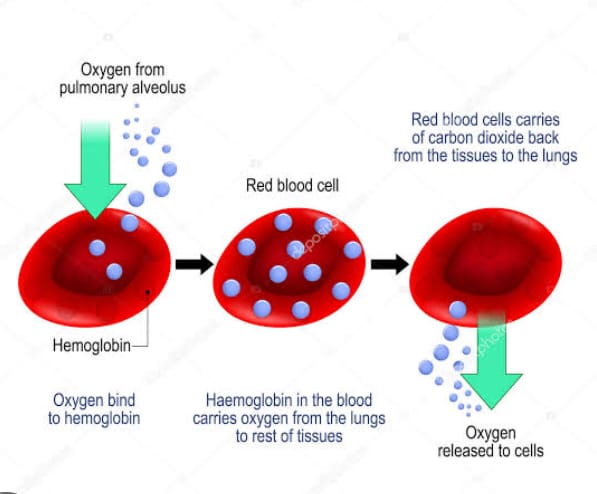 Oxygen from
pulmonary alveolus
Red blood cells carries
of carbon dioxide back
from the tissues to the lungs
Red blood cell
Hemoglobin
Oxygen bind
to hemoglobin
Haemoglobin in the blood
carries oxygen from the lungs
to rest of tissues
Oxygen
released to cells